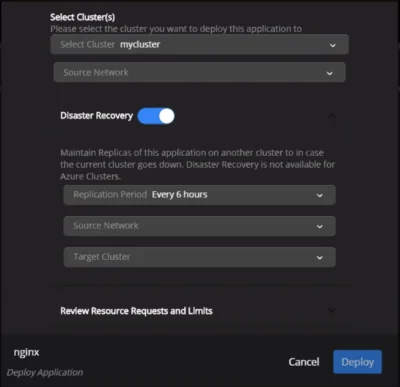 Select Cluster(s)
Please select the cluster you want to deploy this application to
Select Cluster mycluster
Source Network
Disaster Recovery
Maintain Replicas of this application on another cluster to in case
the current cluster goes down. Disaster Recovery is not available for
Azure Clusters.
Replication Period Every 6 hours
Source Network
Target Cluster
Review Resource Requests and Limits
nginx
Deploy Application
Cancel
Deploy